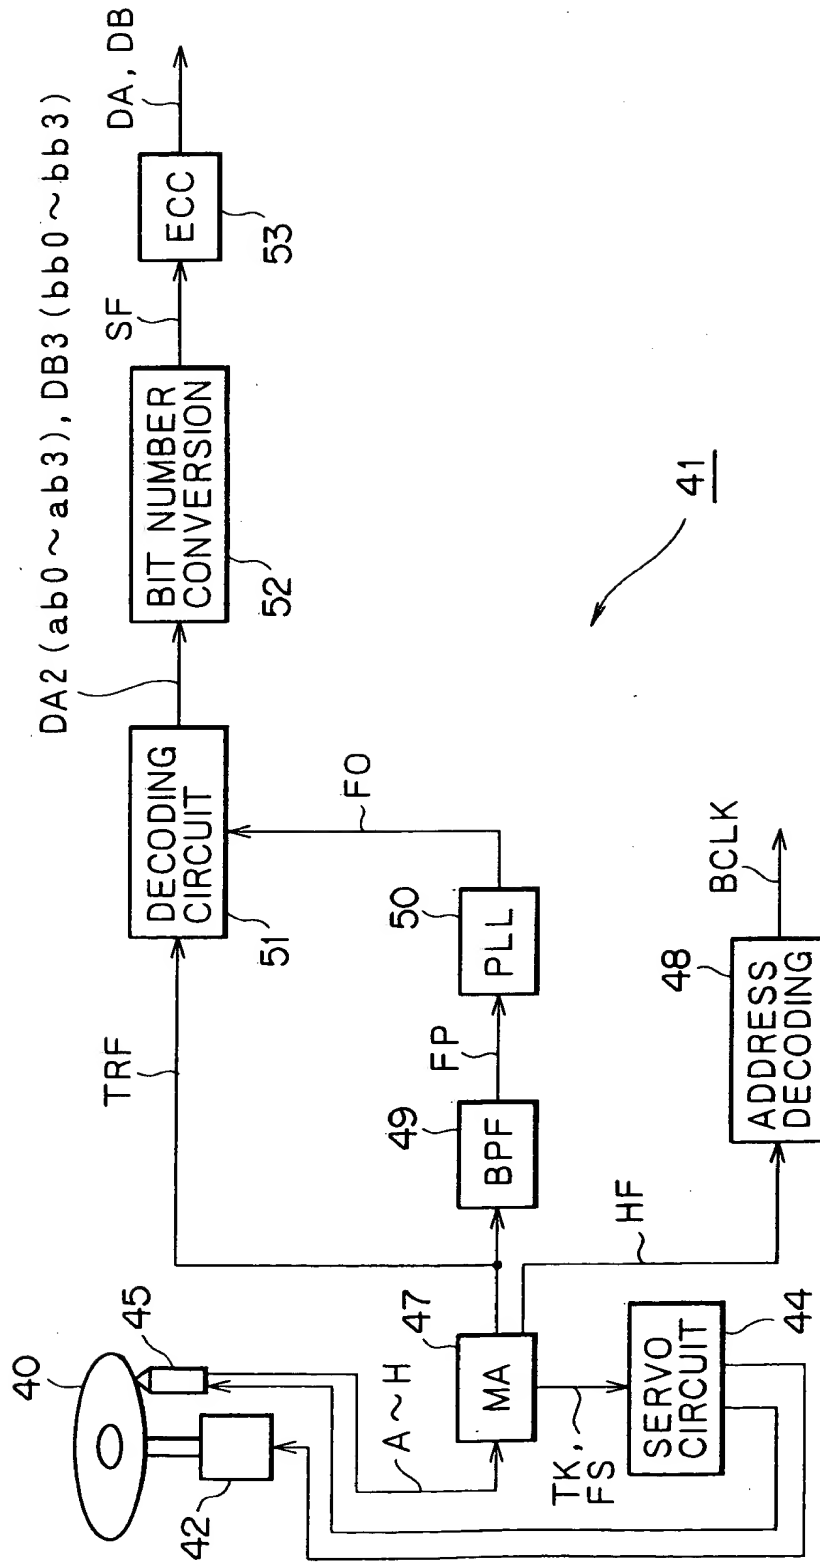 DA2(ab0~ab3), DB3(bb0~bb3)
DA, DB
ECC
53
SF
BIT NUMBER
CONVERSION
52
DECODING
CIRCUIT
51
TRF
FO
50
PLL
FP
49
BPF
40
45
42
A~H
47
MA
TK,
FS
SERVO
CIRCUIT
44
HF
48
ADDRESS
DECODING
BCLK
41